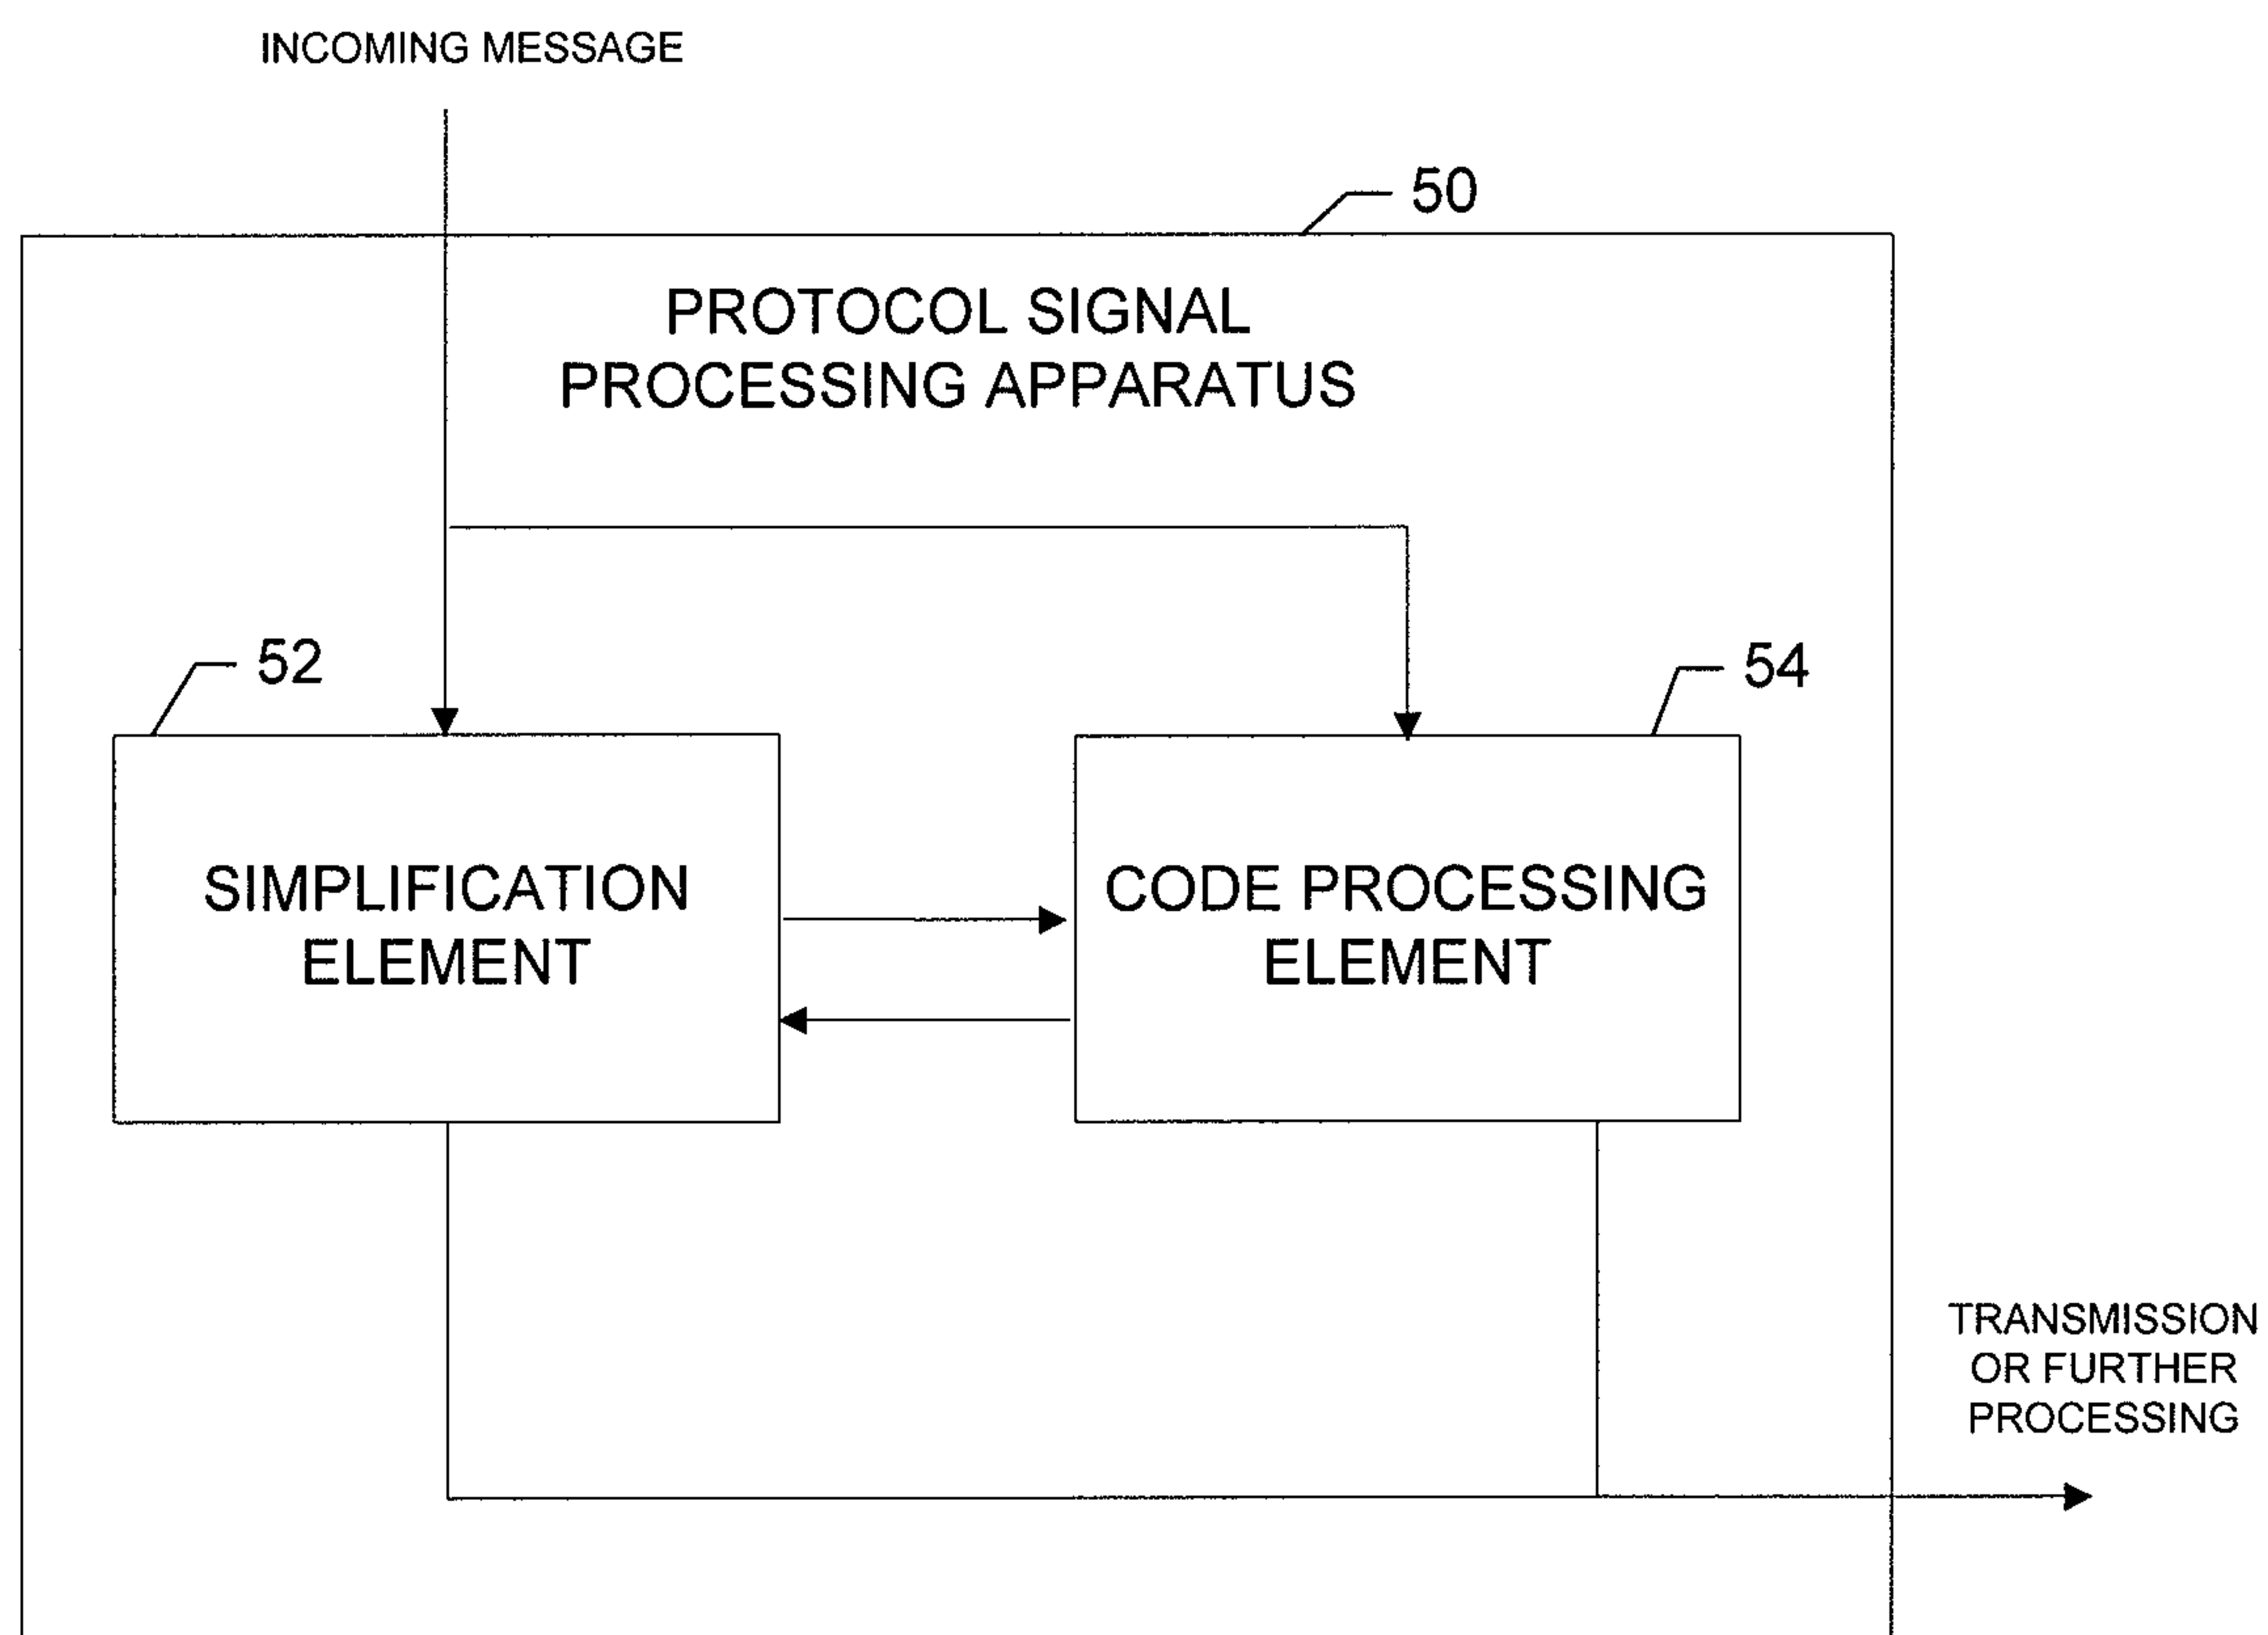 INCOMING MESSAGE
50
PROTOCOL SIGNAL
PROCESSING APPARATUS
52
54
SIMPLIFICATION
ELEMENT
CODE PROCESSING
ELEMENT
TRANSMISSION
OR FURTHER
PROCESSING